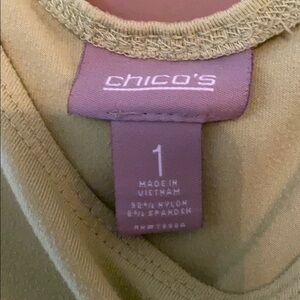 chico's
1
MADE IN
VIETNAM
92% NYLON
8% SPANDEX